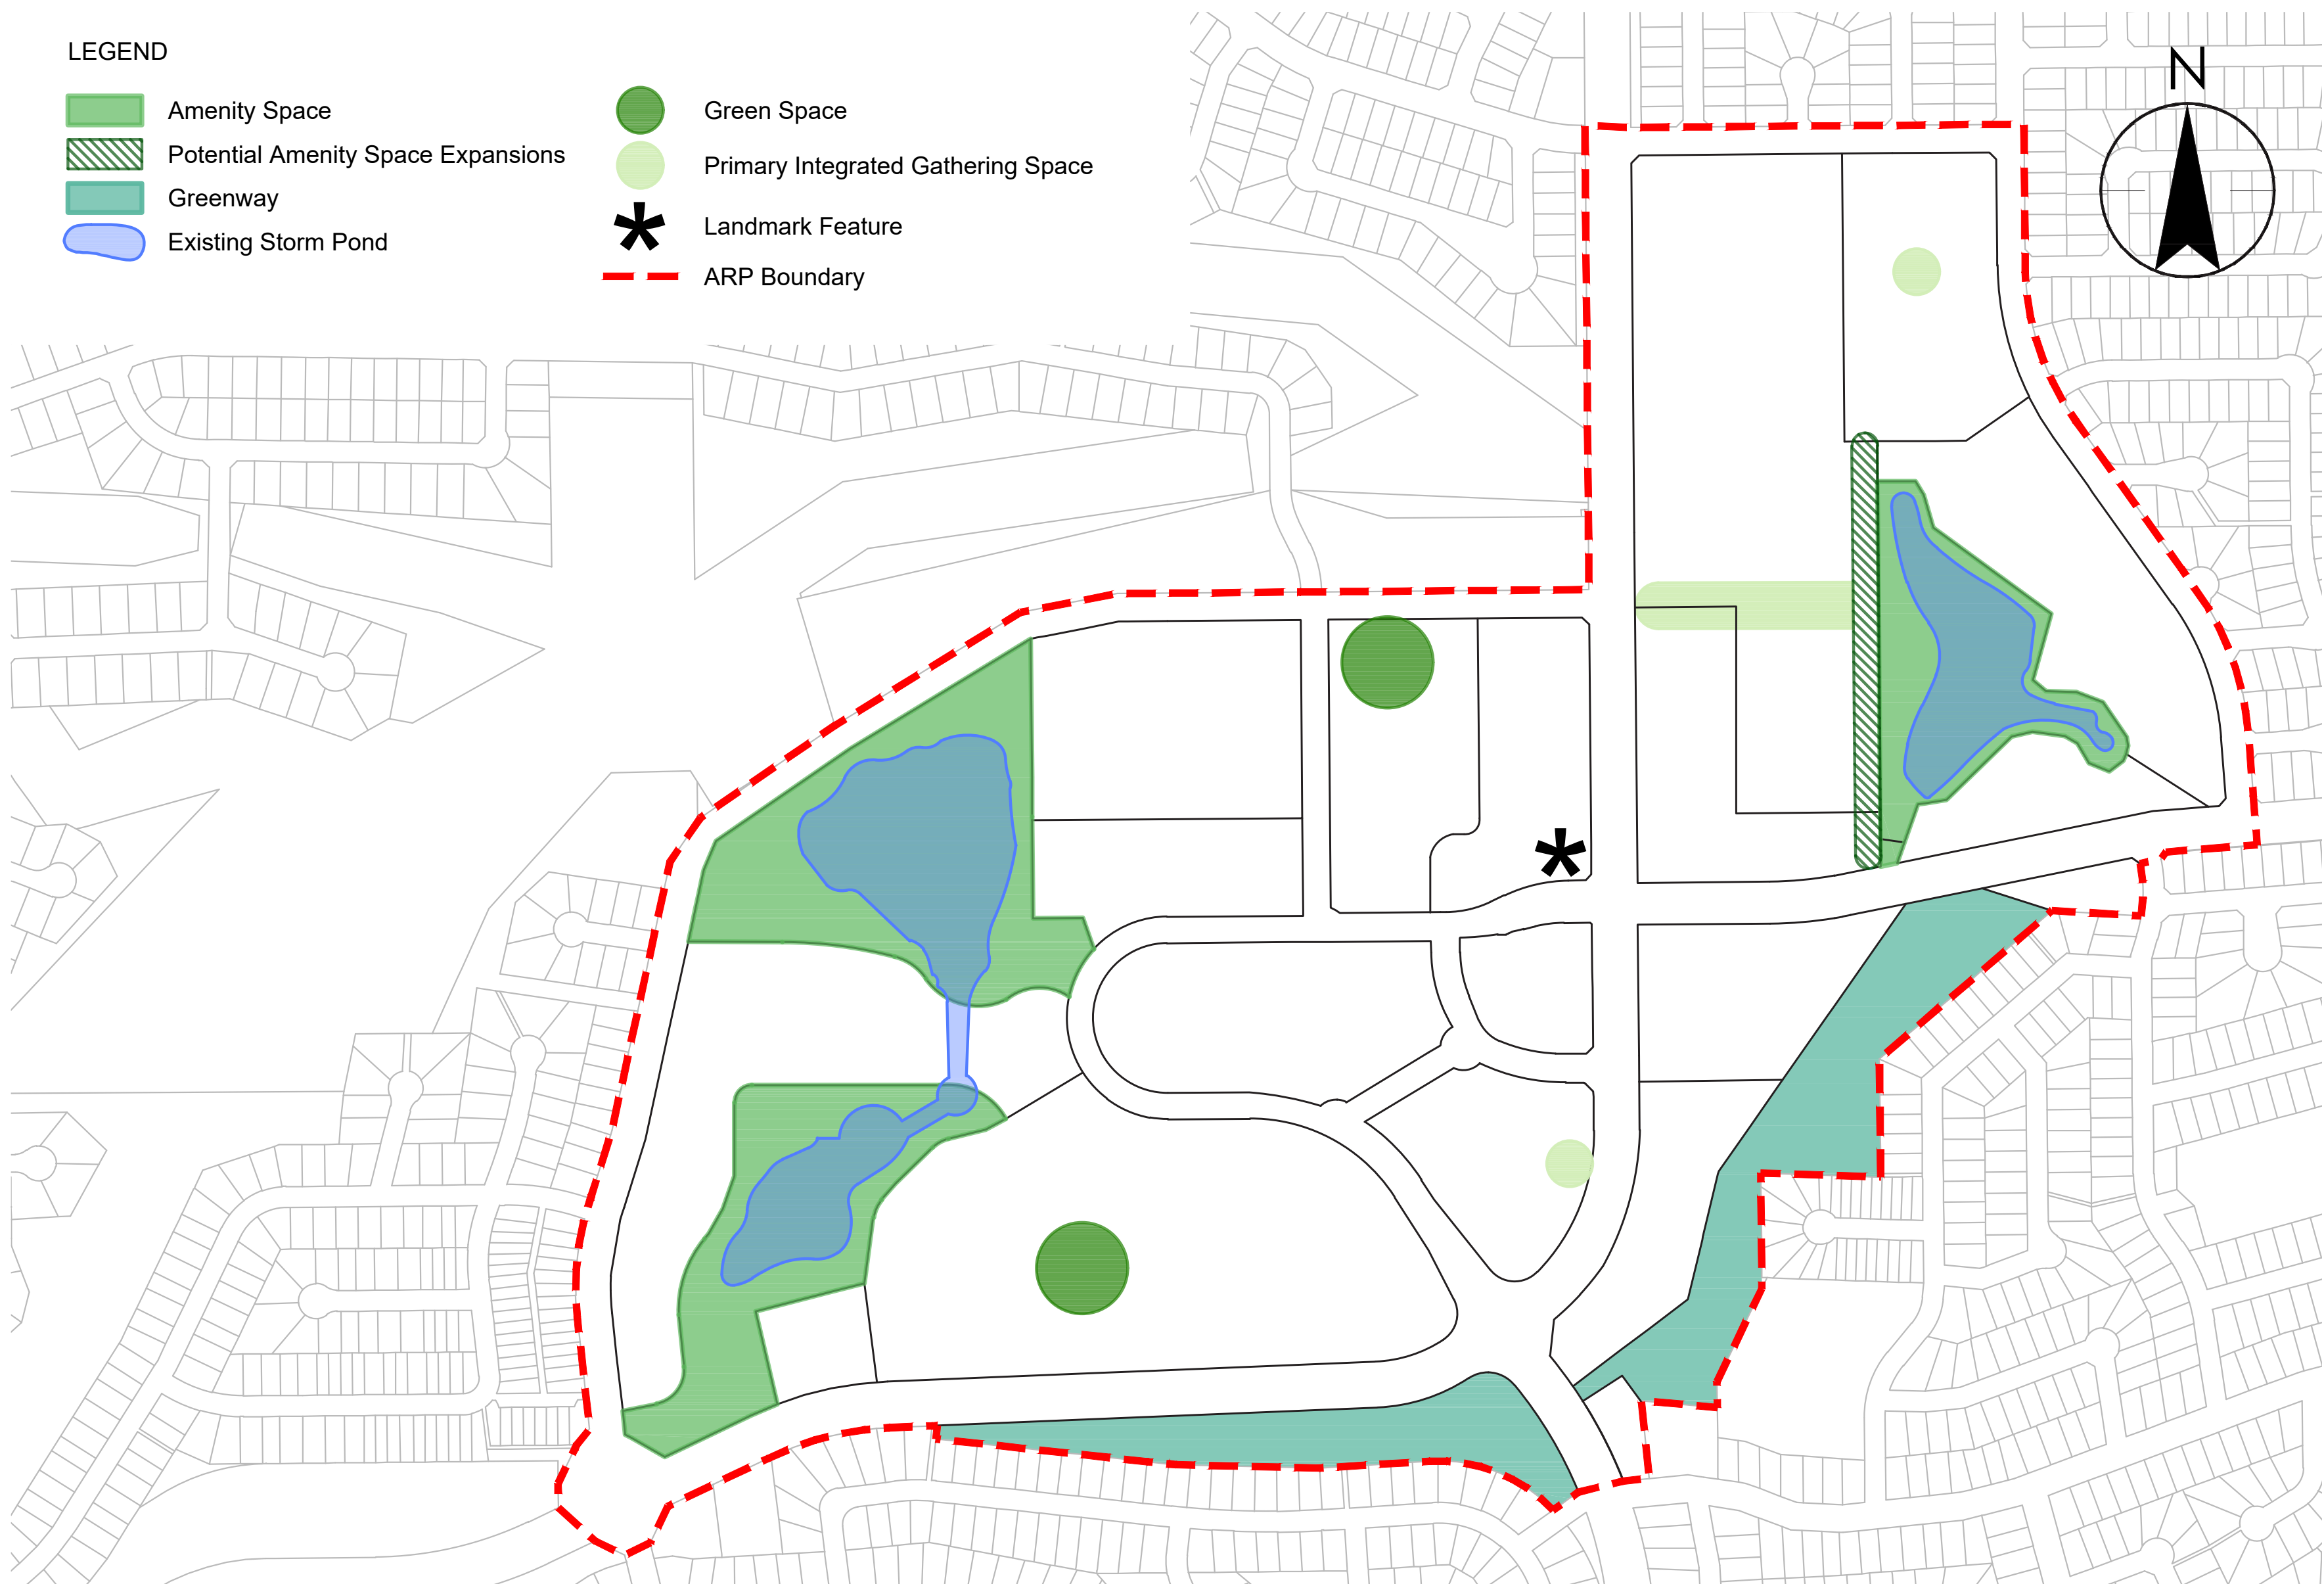 LEGEND
Amenity Space
Potential Amenity Space Expansions
Greenway
Existing Storm Pond
Green Space
Primary Integrated Gathering Space
Landmark Feature
ARP Boundary
N